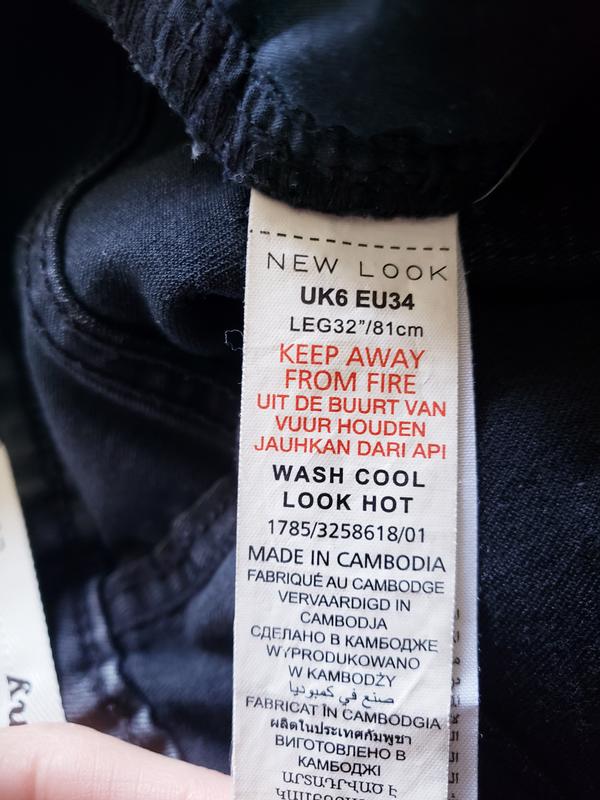 NEW LOOK
UK6 EU34
LEG32"/81cm
KEEP AWAY
FROM FIRE
UIT DE BUURT VAN
VUUR HOUDEN
JAUHKAN DARI API
WASH COOL
LOOK HOT
1785/3258618/01
MADE IN CAMBODIA
FABRIQUÉ AU CAMBODGE
VERVAARDIGD IN
CAMBODJA
СДЕЛАНО В КАМБОДЖЕ
WYPRODUKOWANO
W KAMBODŻY
صنع في كمبوديا
FABRICAT ÎN CAMBODGIA
ผลิตในประเทศกัมพูชา
ВИГОТОВЛЕНО В
КАМБОДЖІ
ԱՐՏԱԴՐՎԱԾ Է